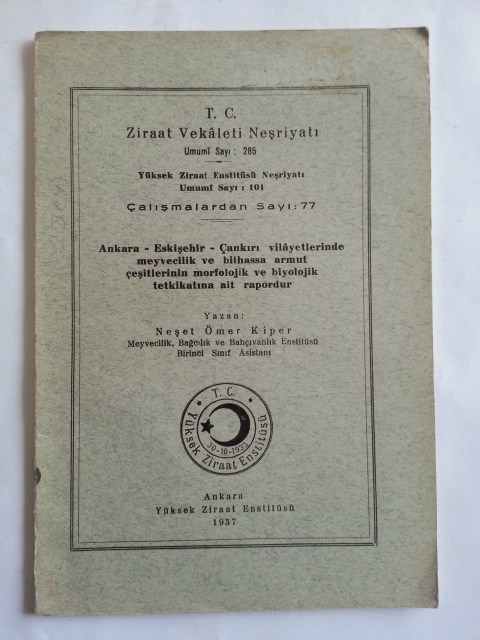 T. C.
Ziraat Vekâleti Neşriyatı
Umumî Sayı : 285
Yüksek Ziraat Enstitüsü Neşriyatı
Umumî Sayı : 101
Çalışmalardan Sayı:77
Ankara - Eskişehir - Çankırı vilâyetlerinde
meyvecilik ve bilhassa armut
çeşitlerinin morfolojik ve biyolojik
tetkikatına ait rapordur
Yazan:
Neşet Ömer Kiper
Meyvecilik, Bağcılık ve Bahçıvanlık Enstitüsü
Birinci Sınıf Asistanı
T. C.
30-10-1933
Yüksek Ziraat Enstitüsü
Ankara
Yüksek Ziraat Enstitüsü
1937